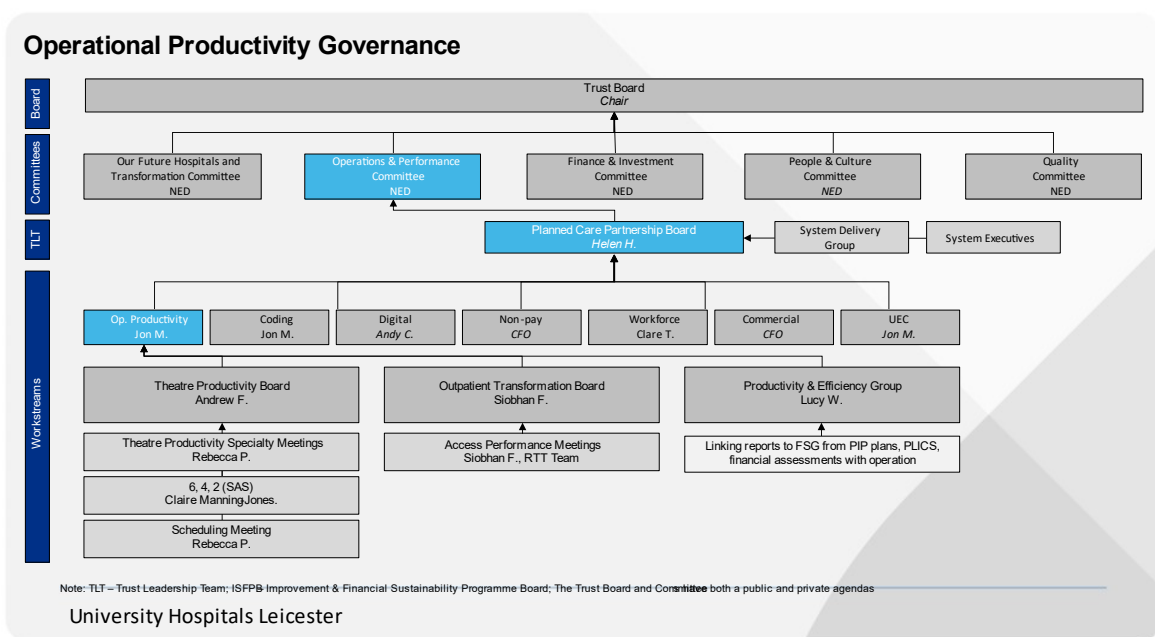 Operational Productivity Governance
Board
Trust Board
Chair
Committees
Our Future Hospitals and
Transformation Committee
NED
Operations & Performance
Committee
NED
Finance & Investment
Committee
NED
People & Culture
Committee
NED
Quality
Committee
NED
TLT
Planned Care Partnership Board
Helen H.
System Delivery
Group
System Executives
Workstreams
Op. Productivity
Jon M.
Coding
Jon M.
Digital
Andy C.
Non-pay
CFO
Workforce
Clare T.
Commercial
CFO
UEC
Jon M.
Theatre Productivity Board
Andrew F.
Outpatient Transformation Board
Siobhan F.
Productivity & Efficiency Group
Lucy W.
Theatre Productivity Specialty Meetings
Rebecca P.
Access Performance Meetings
Siobhan F., RTT Team
Linking reports to FSG from PIP plans, PLICS,
financial assessments with operation
6, 4, 2 (SAS)
Claire Manning-Jones.
Scheduling Meeting
Rebecca P.
Note: TLT – Trust Leadership Team; ISFPB- Improvement & Financial Sustainability Programme Board; The Trust Board and Committees have both a public and private agendas
University Hospitals Leicester